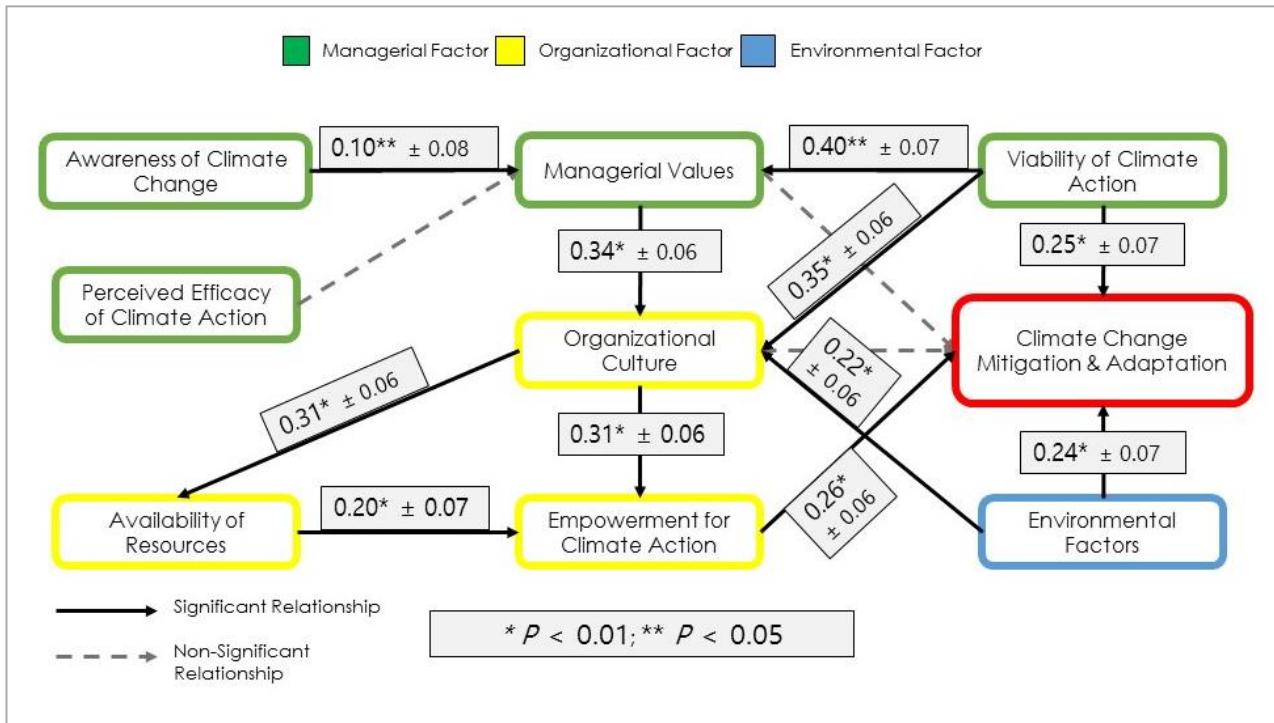 Managerial Factor
Organizational Factor
Environmental Factor
Awareness of Climate
Change
0.10** ± 0.08
Managerial Values
0.40** ± 0.07
Viability of Climate
Action
0.34* ± 0.06
0.35* ± 0.06
0.25* ± 0.07
Perceived Efficacy
of Climate Action
Organizational
Culture
0.22*
± 0.06
Climate Change
Mitigation & Adaptation
0.31* ± 0.06
0.31* ± 0.06
0.26*
± 0.06
0.24* ± 0.07
Availability of
Resources
0.20* ± 0.07
Empowerment for
Climate Action
Environmental
Factors
Significant Relationship
Non-Significant
Relationship
* P < 0.01; ** P < 0.05